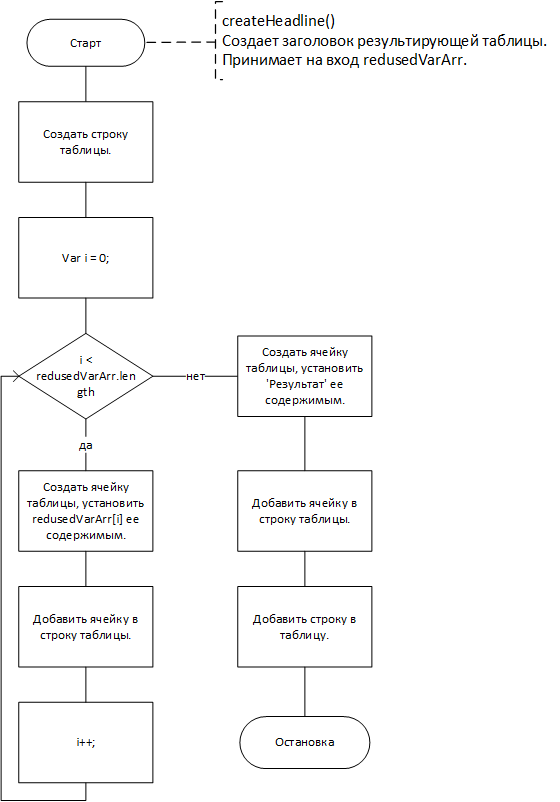 createHeadline()
Создает заголовок результирующей таблицы.
Принимает на вход redusedVarArr.
Старт
Создать строку
таблицы.
Var i = 0;
i <
redusedVarArr.len
gth
нет
да
Создать ячейку
таблицы, установить
'Результат' ее
содержимым.
Создать ячейку
таблицы, установить
redusedVarArr[i] ее
содержимым.
Добавить ячейку в
строку таблицы.
Добавить ячейку в
строку таблицы.
Добавить строку в
таблицу.
i++;
Остановка